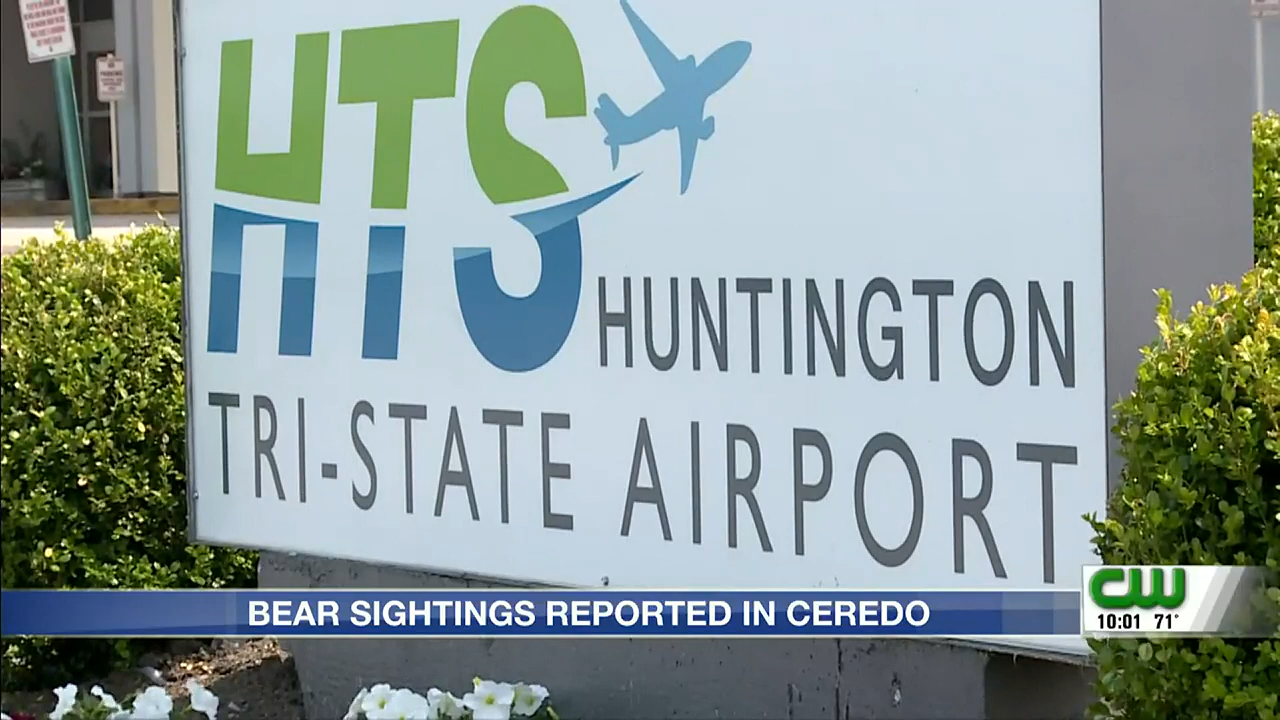 HTS
HUNTINGTON
TRI-STATE AIRPORT
BEAR SIGHTINGS REPORTED IN CEREDO
CW
10:01 71°